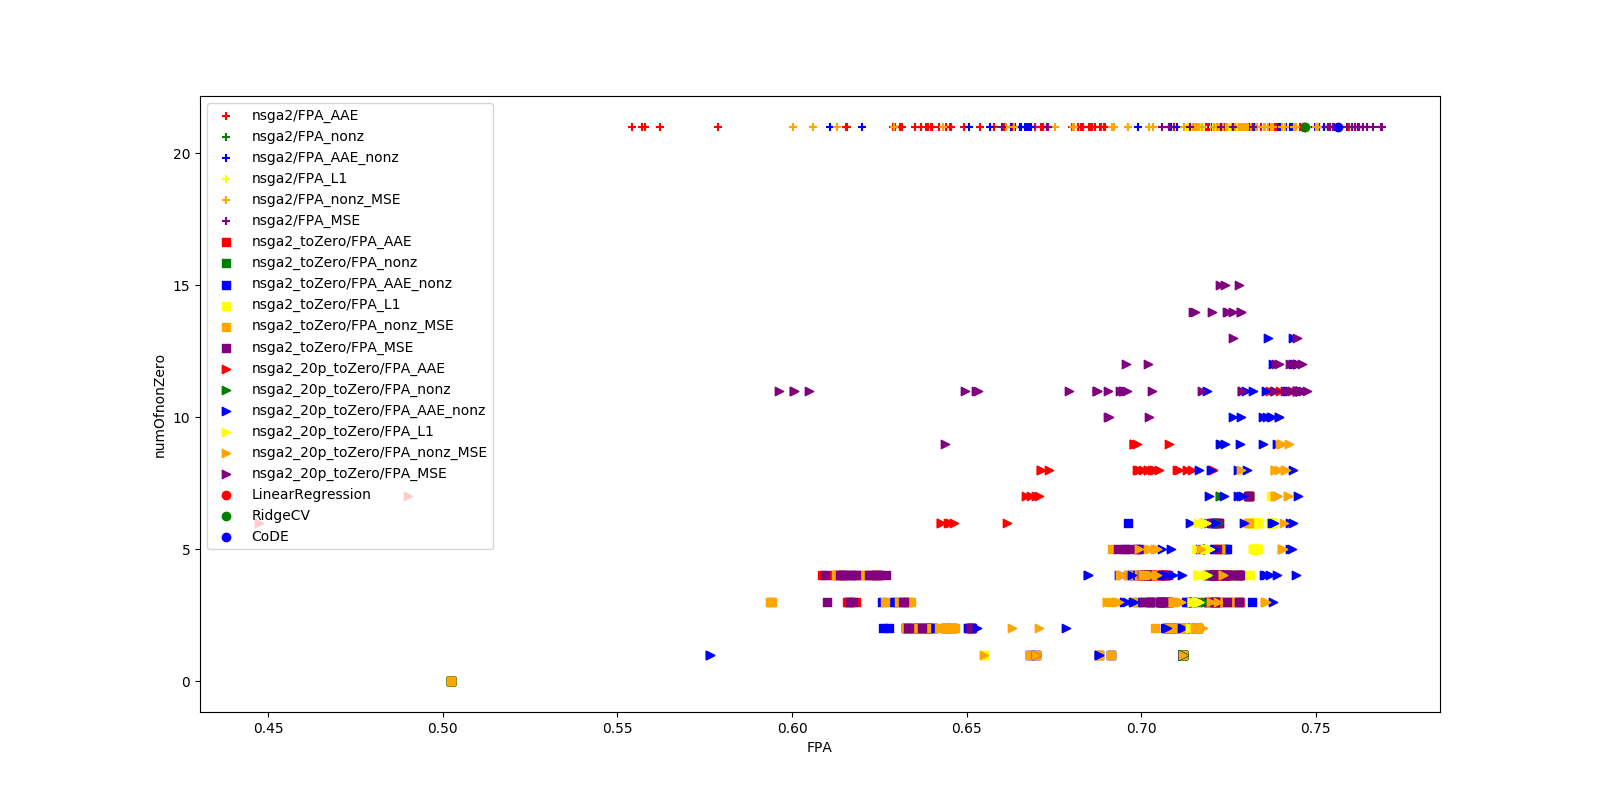 nsga2/FPA_AAE
nsga2/FPA_nonz
nsga2/FPA_AAE_nonz
nsga2/FPA_L1
nsga2/FPA_nonz_MSE
nsga2/FPA_MSE
nsga2_toZero/FPA_AAE
nsga2_toZero/FPA_nonz
nsga2_toZero/FPA_AAE_nonz
nsga2_toZero/FPA_L1
nsga2_toZero/FPA_nonz_MSE
nsga2_toZero/FPA_MSE
nsga2_20p_toZero/FPA_AAE
nsga2_20p_toZero/FPA_nonz
nsga2_20p_toZero/FPA_AAE_nonz
nsga2_20p_toZero/FPA_L1
nsga2_20p_toZero/FPA_nonz_MSE
nsga2_20p_toZero/FPA_MSE
LinearRegression
RidgeCV
CoDE
numOfnonZero
20
15
10
5
0
0.45 0.50 0.55 0.60 0.65 0.70 0.75
FPA